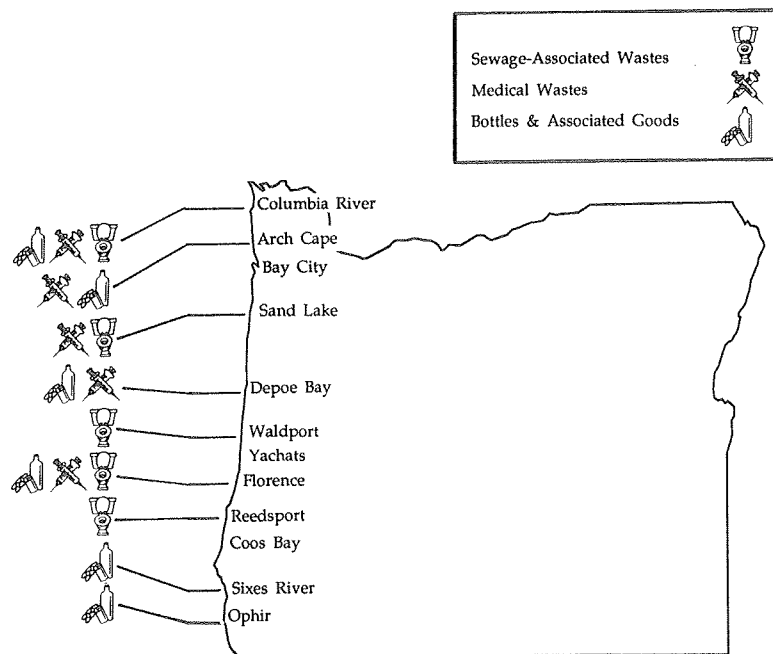 Sewage-Associated Wastes
Medical Wastes
Bottles & Associated Goods
Columbia River
Arch Cape
Bay City
Sand Lake
Depoe Bay
Waldport
Yachats
Florence
Reedsport
Coos Bay
Sixes River
Ophir